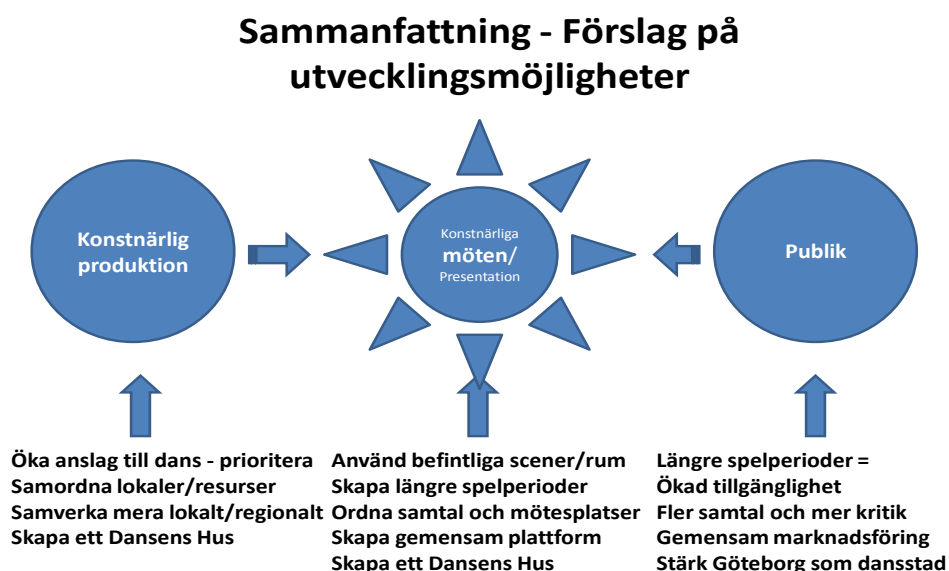 Sammanfattning - Förslag på
utvecklingsmöjligheter
Konstnärlig
produktion
Konstnärliga
möten/
Presentation
Publik
Öka anslag till dans - prioritera
Samordna lokaler/resurser
Samverka mera lokalt/regionalt
Skapa ett Dansens Hus
Använd befintliga scener/rum
Skapa längre spelperioder
Ordna samtal och mötesplatser
Skapa gemensam plattform
Skapa ett Dansens Hus
Längre spelperioder =
Ökad tillgänglighet
Fler samtal och mer kritik
Gemensam marknadsföring
Stärk Göteborg som dansstad